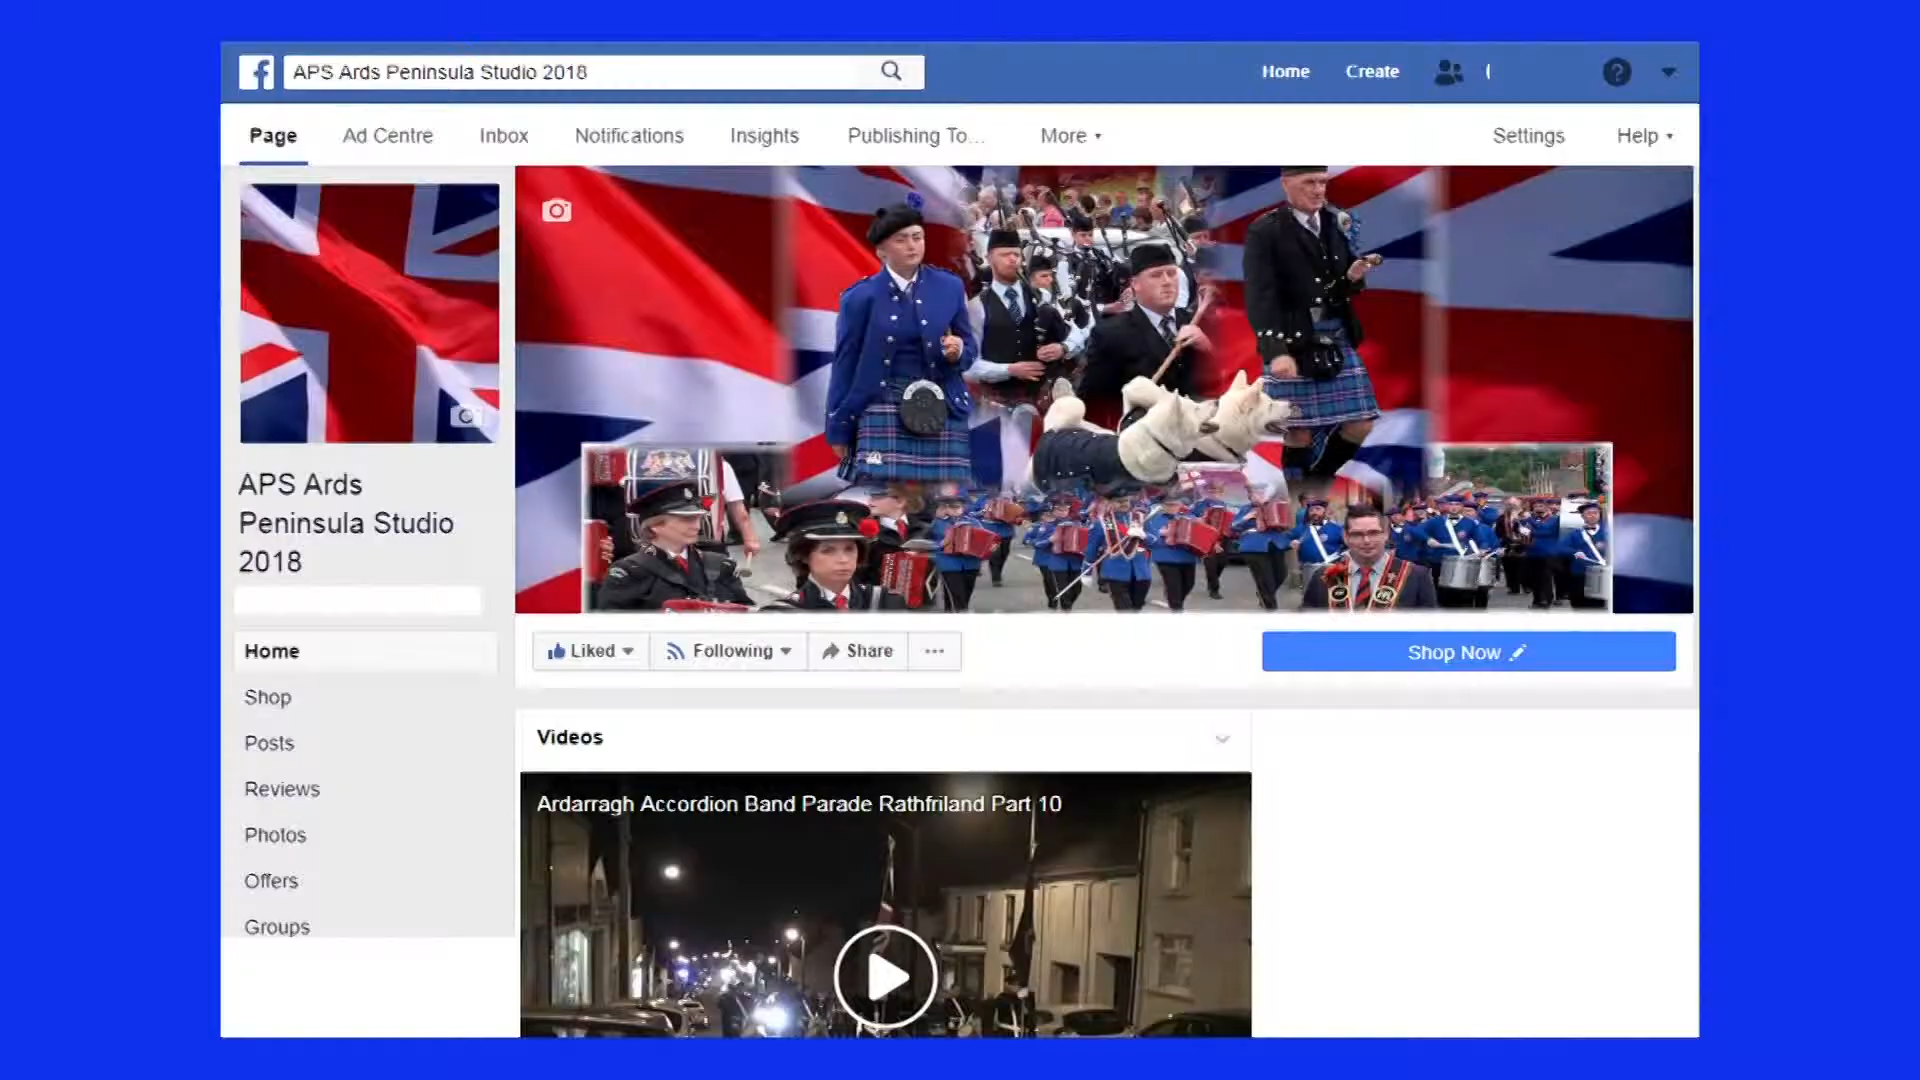 APS Ards Peninsula Studio 2018
Home Create
Page Ad Centre Inbox Notifications Insights Publishing To... More Settings Help
APS Ards
Peninsula Studio
2018
Liked Following Share ... Shop Now
Home
Shop
Posts
Reviews
Photos
Offers
Groups
Videos
Ardarragh Accordion Band Parade Rathfriland Part 10